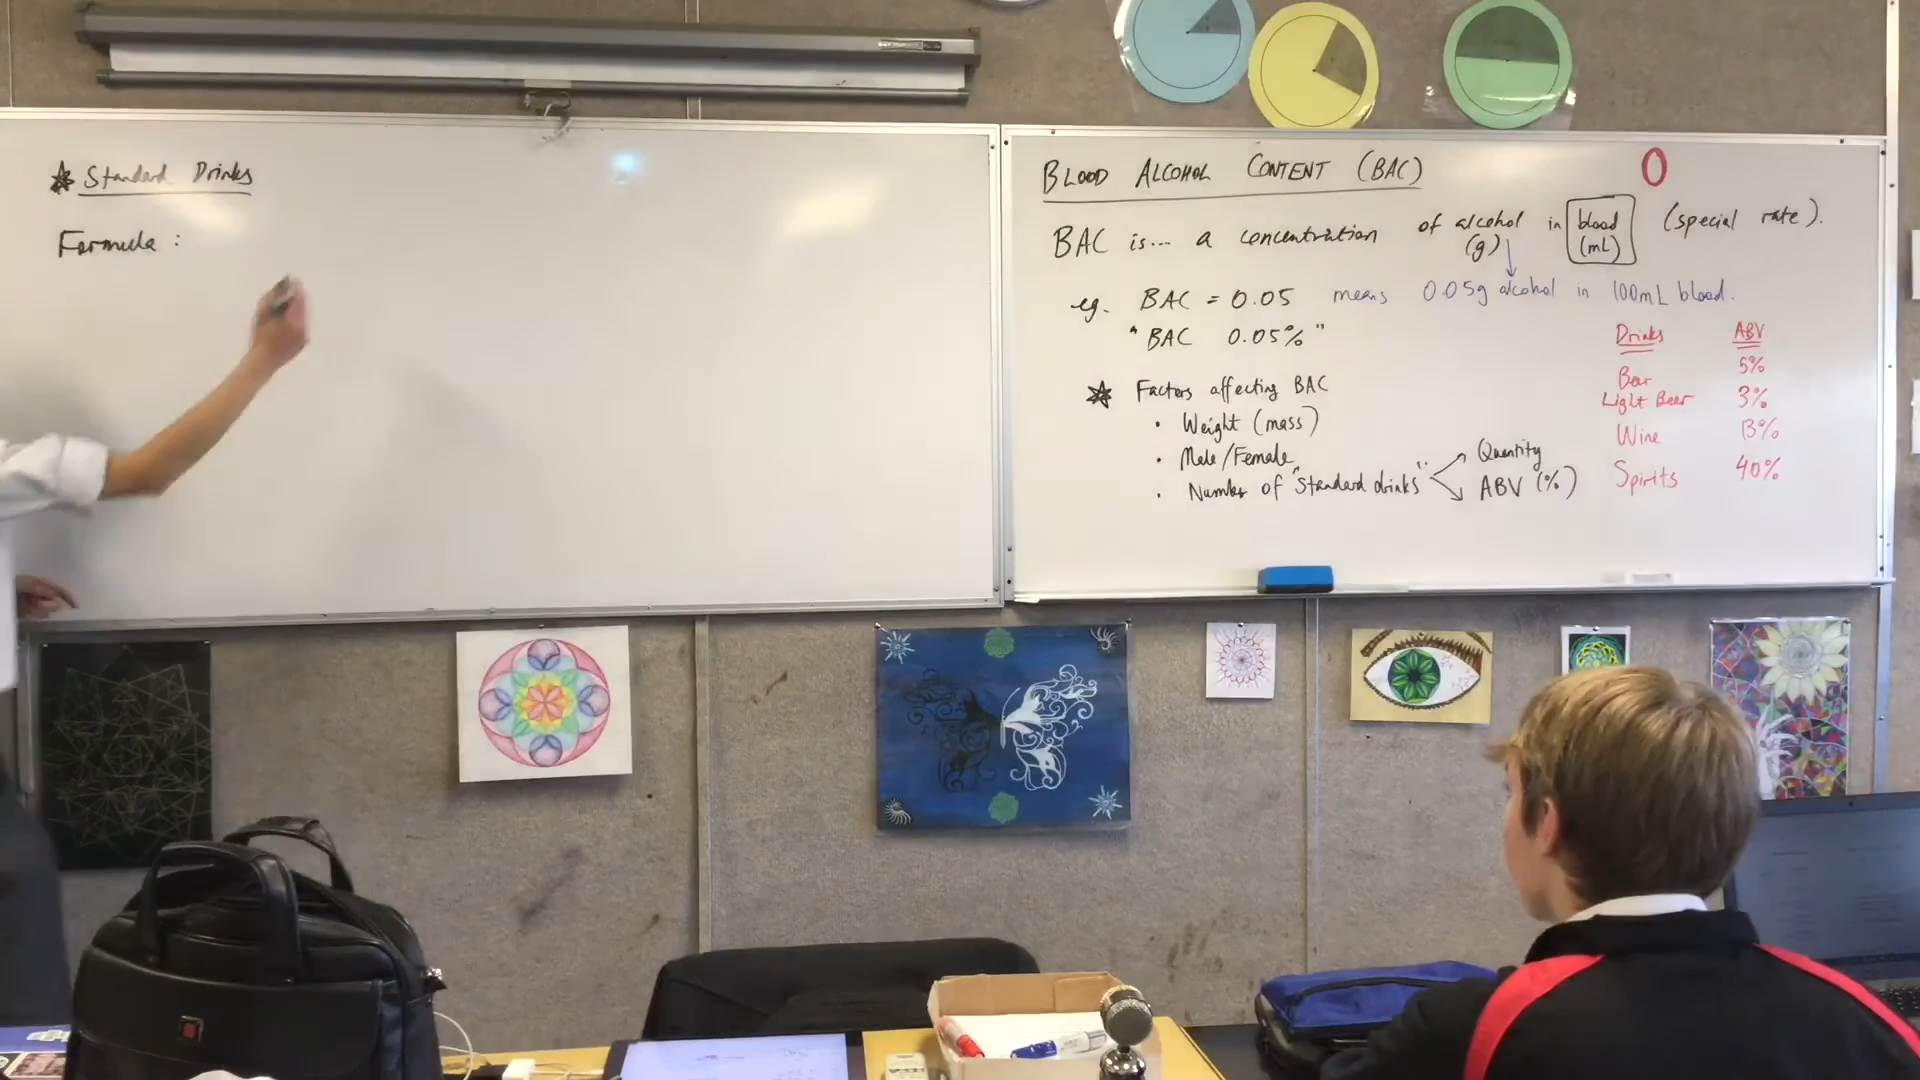 * Standard Drinks
Formula :
BLOOD ALCOHOL CONTENT (BAC)
0
BAC is... a concentration of alcohol (g) in blood (mL) (special rate).
eg. BAC = 0.05 means 0.05g alcohol in 100mL blood.
"BAC 0.05%"
* Factors affecting BAC
• Weight (mass)
• Male/Female
• Number of "standard drinks" Quantity
ABV (%)
Drinks ABV
Beer 5%
Light Beer 3%
Wine 13%
Spirits 40%